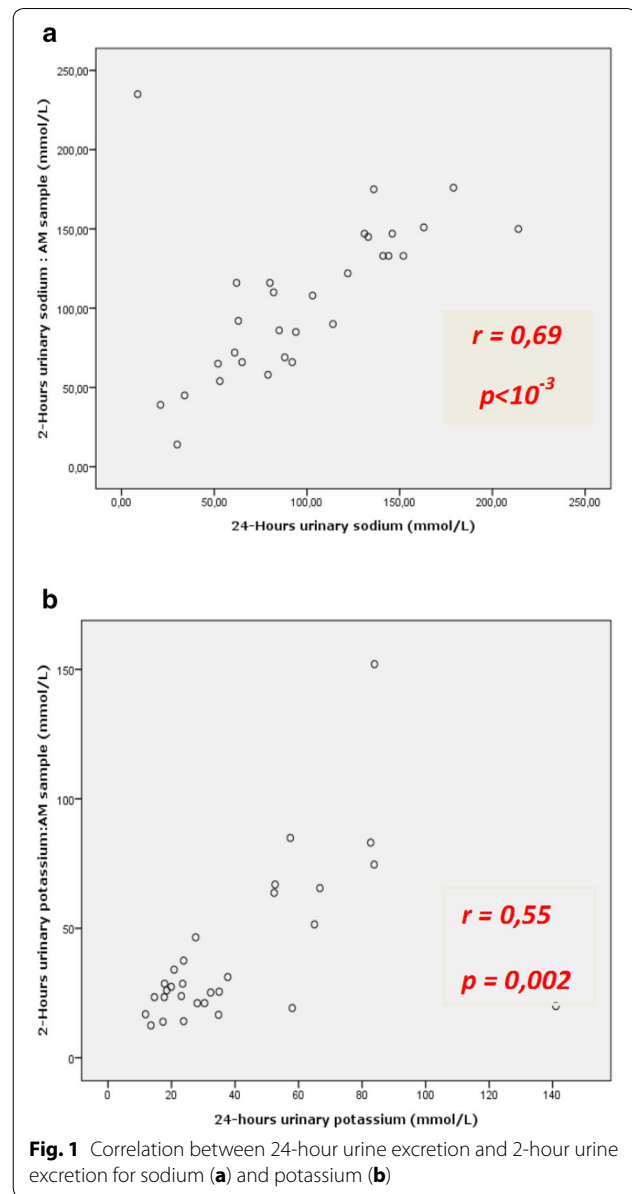 a
250,00
200,00
150,00
100,00
50,00
0,00
2-Hours urinary sodium : AM sample (mmol/L)
r = 0,69
p<10-3
0,00 50,00 100,00 150,00 200,00 250,00
24-Hours urinary sodium (mmol/L)
b
150
100
50
0
2-Hours urinary potassium:AM sample (mmol/L)
r = 0,55
p = 0,002
0 20 40 60 80 100 120 140
24-hours urinary potassium (mmol/L)
Fig. 1 Correlation between 24-hour urine excretion and 2-hour urine
excretion for sodium (a) and potassium (b)